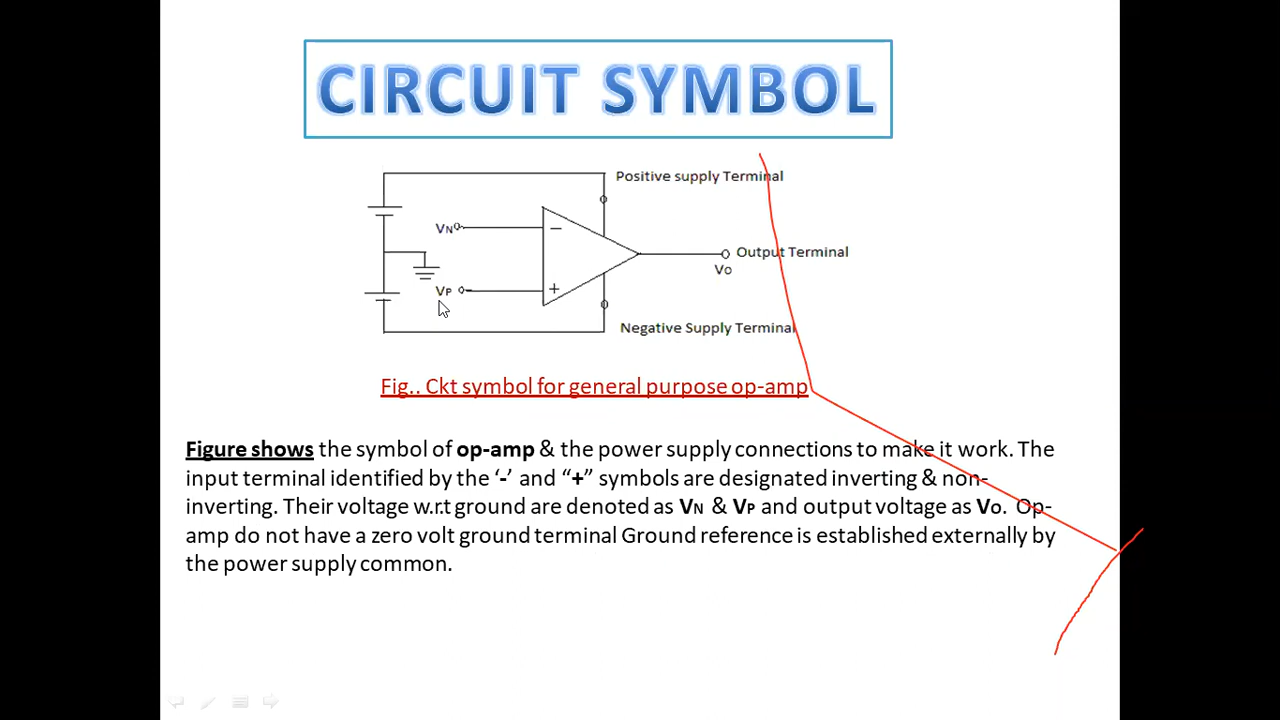 CIRCUIT SYMBOL
Positive supply Terminal
VN
−
Output Terminal
Vo
VP
+
Negative Supply Terminal
Fig.. Ckt symbol for general purpose op-amp
Figure shows the symbol of op-amp & the power supply connections to make it work. The
input terminal identified by the ‘-’ and “+” symbols are designated inverting & non-
inverting. Their voltage w.r.t ground are denoted as VN & VP and output voltage as Vo. Op-
amp do not have a zero volt ground terminal Ground reference is established externally by
the power supply common.